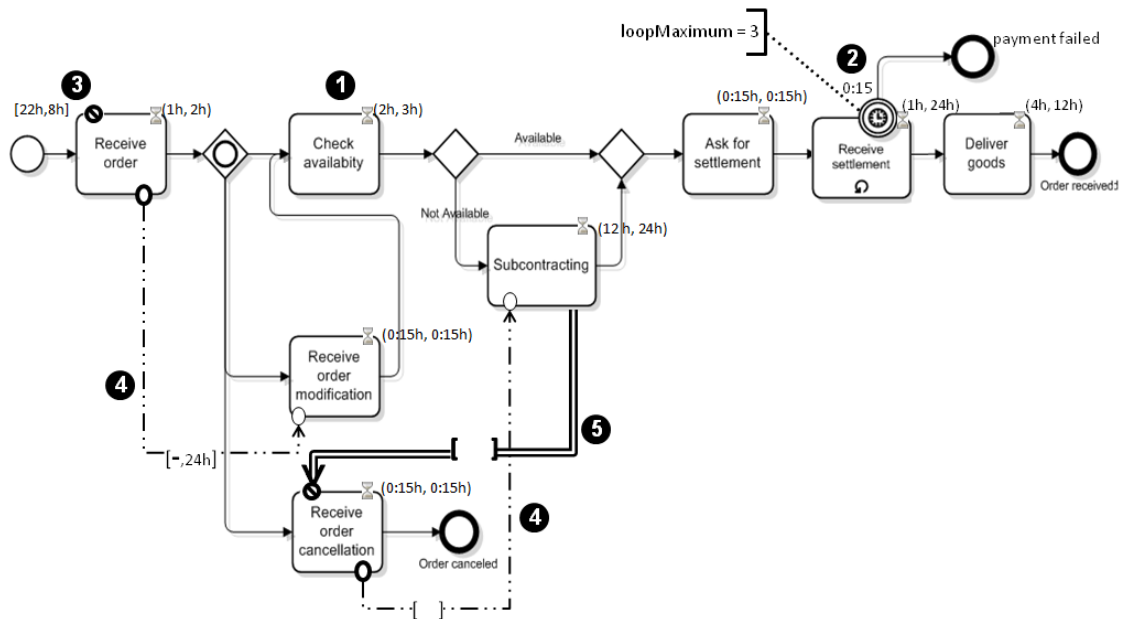 loopMaximum = 3
payment failed
2
3
1
0:15
[22h,8h]
(1h, 2h)
(2h, 3h)
(0:15h, 0:15h)
(1h, 24h)
(4h, 12h)
Receive
order
Check
availabity
Available
Ask for
settlement
Receive
settlement
Deliver
goods
Order received
Not Available
(12h, 24h)
Subcontracting
(0:15h, 0:15h)
Receive
order
modification
4
5
[-,24h]
[ ]
(0:15h, 0:15h)
Receive
order
cancellation
4
Order canceled
[ ]